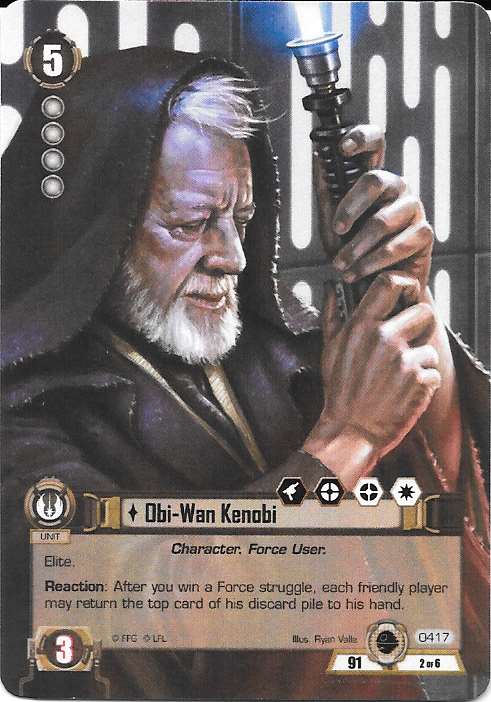 5
Obi-Wan Kenobi
UNIT
Character. Force User.
Elite.
Reaction: After you win a Force struggle, each friendly player
may return the top card of his discard pile to his hand.
3
© FFG © LFL
Illus. Ryan Valle
0417
91
2 OF 6